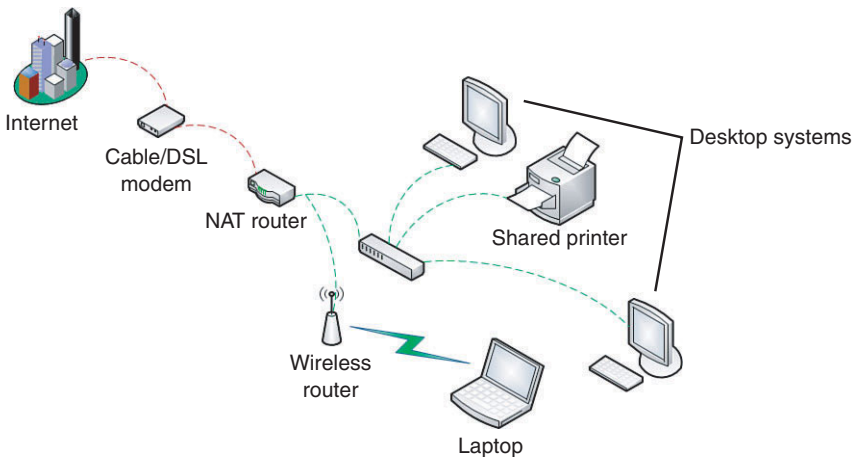 Internet
Cable/DSL
modem
NAT router
Desktop systems
Shared printer
Wireless
router
Laptop